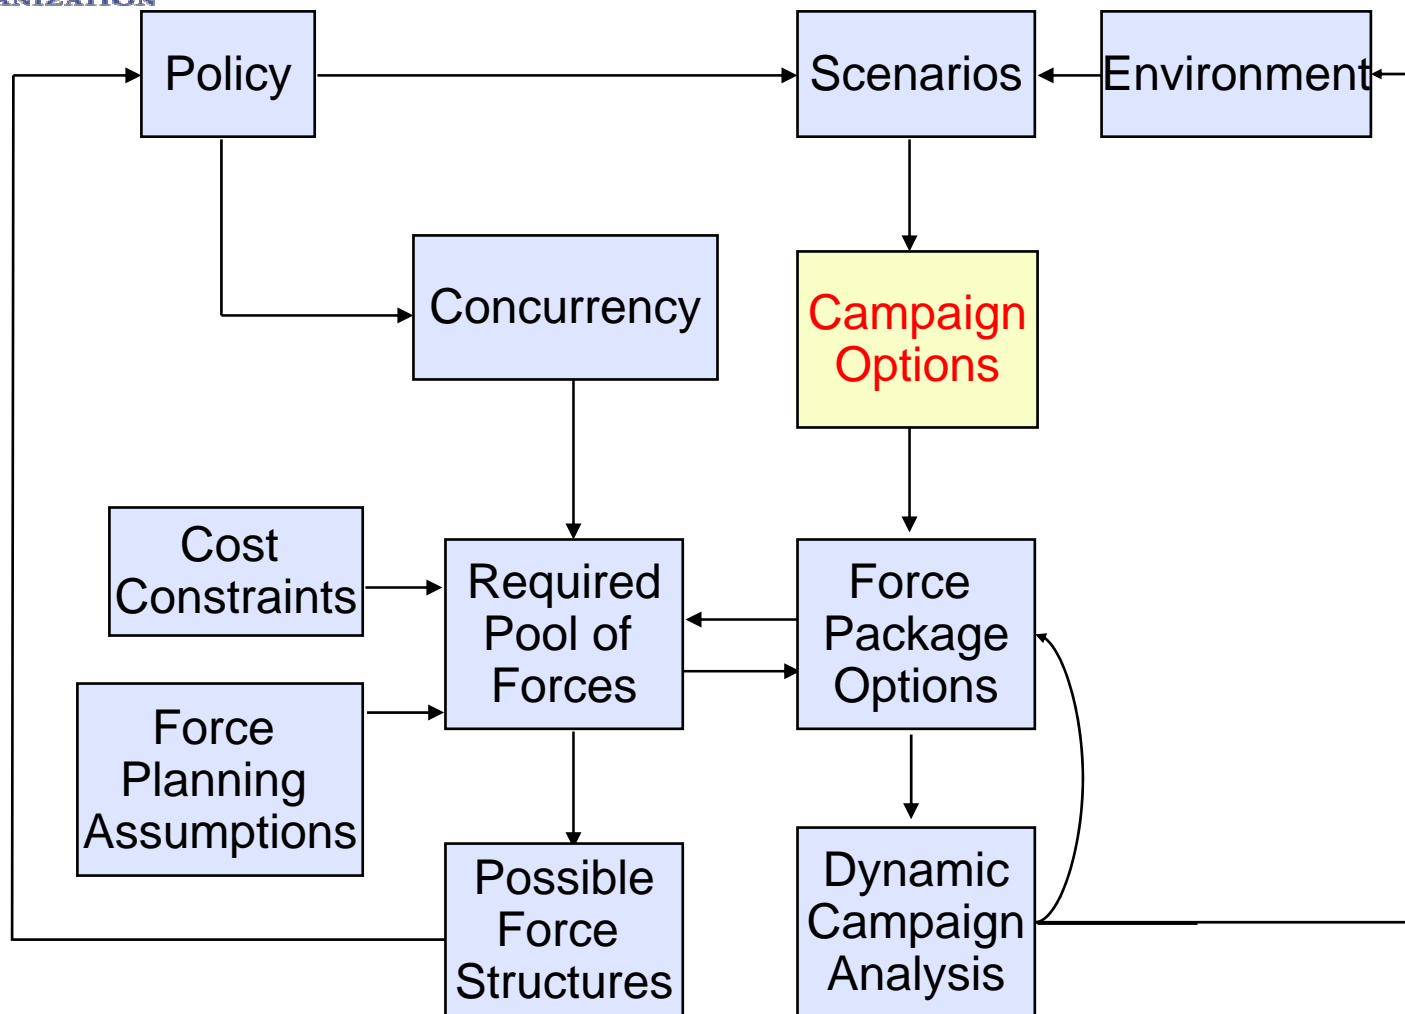 Policy
Scenarios
Environment
Concurrency
Campaign
Options
Cost
Constraints
Required
Pool of
Forces
Force
Package
Options
Force
Planning
Assumptions
Possible
Force
Structures
Dynamic
Campaign
Analysis